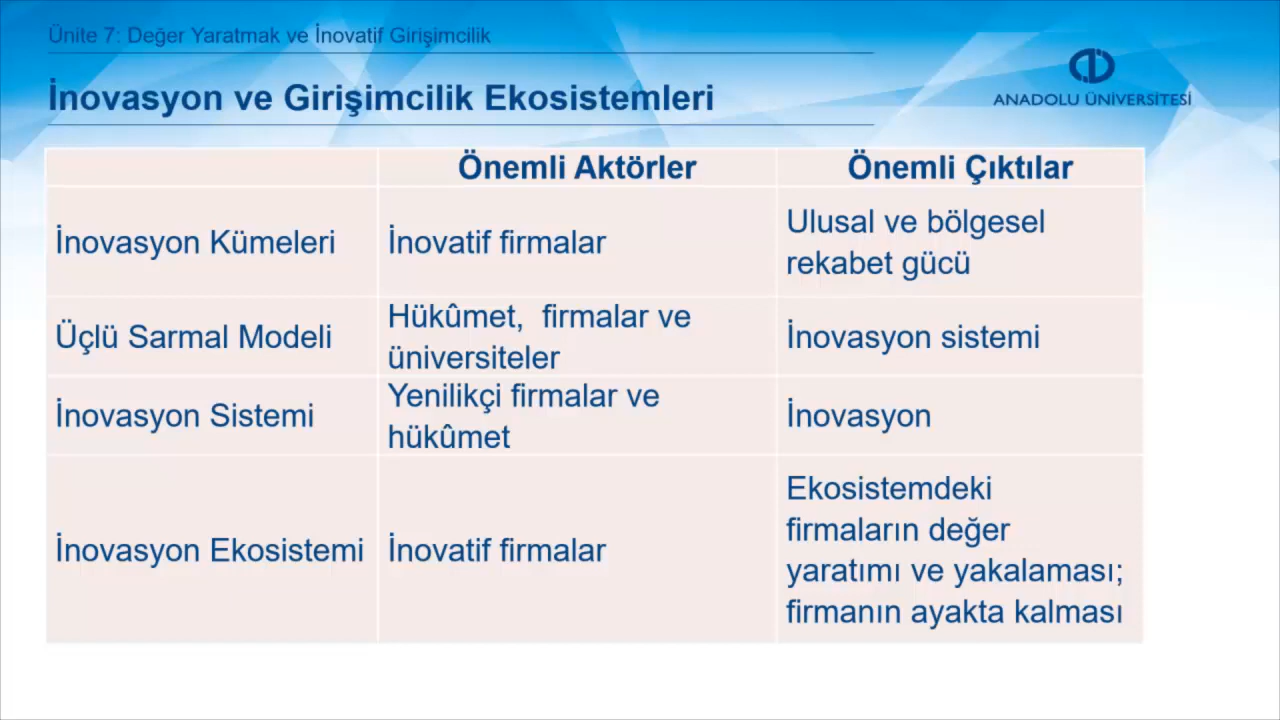 Ünite 7: Değer Yaratmak ve İnovatif Girişimcilik
İnovasyon ve Girişimcilik Ekosistemleri
ANADOLU ÜNİVERSİTESİ
Önemli Aktörler
Önemli Çıktılar
İnovasyon Kümeleri
İnovatif firmalar
Ulusal ve bölgesel
rekabet gücü
Üçlü Sarmal Modeli
Hükûmet, firmalar ve
üniversiteler
İnovasyon sistemi
İnovasyon Sistemi
Yenilikçi firmalar ve
hükûmet
İnovasyon
İnovasyon Ekosistemi
İnovatif firmalar
Ekosistemdeki
firmaların değer
yaratımı ve yakalaması;
firmanın ayakta kalması